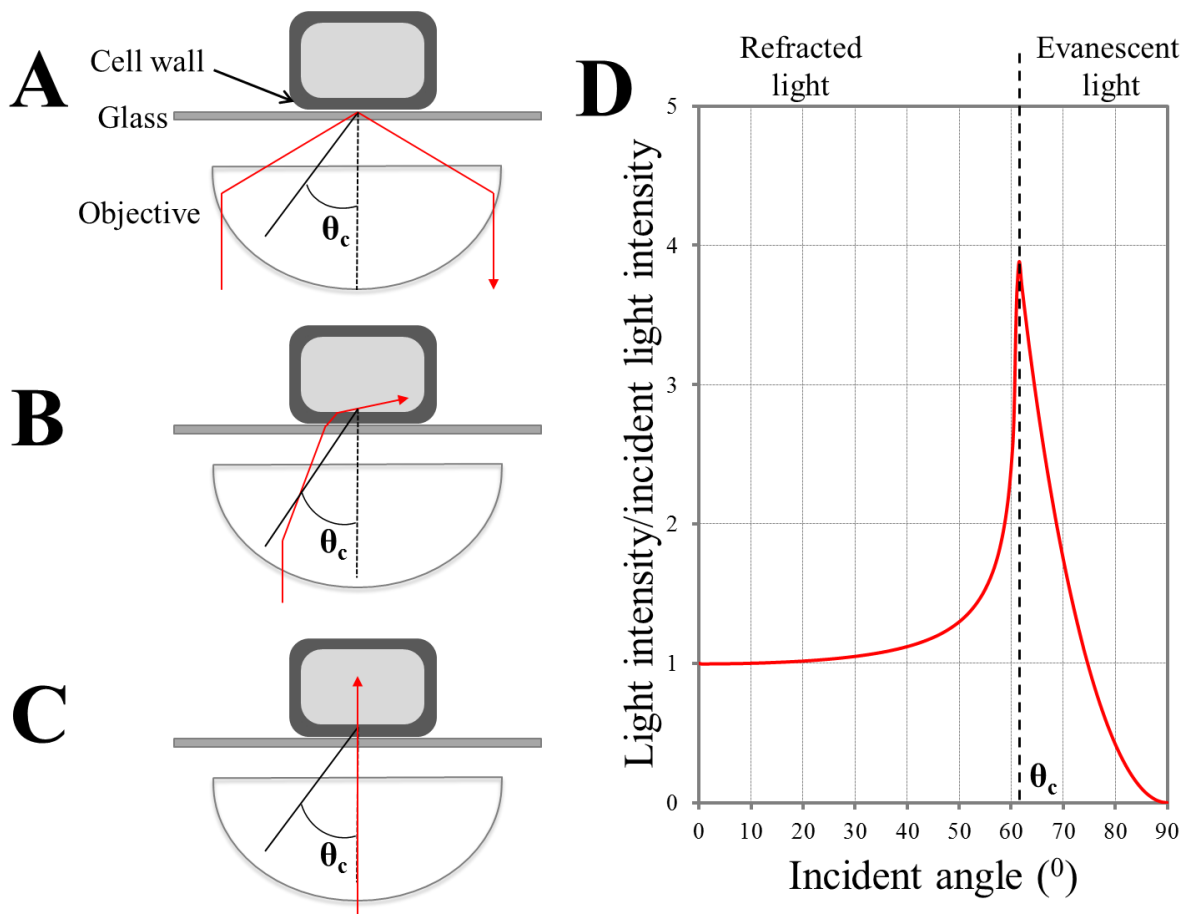 A
Cell wall
Glass
Objective
θc
B
θc
C
θc
D
Refracted
light
Evanescent
light
Light intensity/incident light intensity
5
4
3
2
1
0
θc
0 10 20 30 40 50 60 70 80 90
Incident angle (⁰)